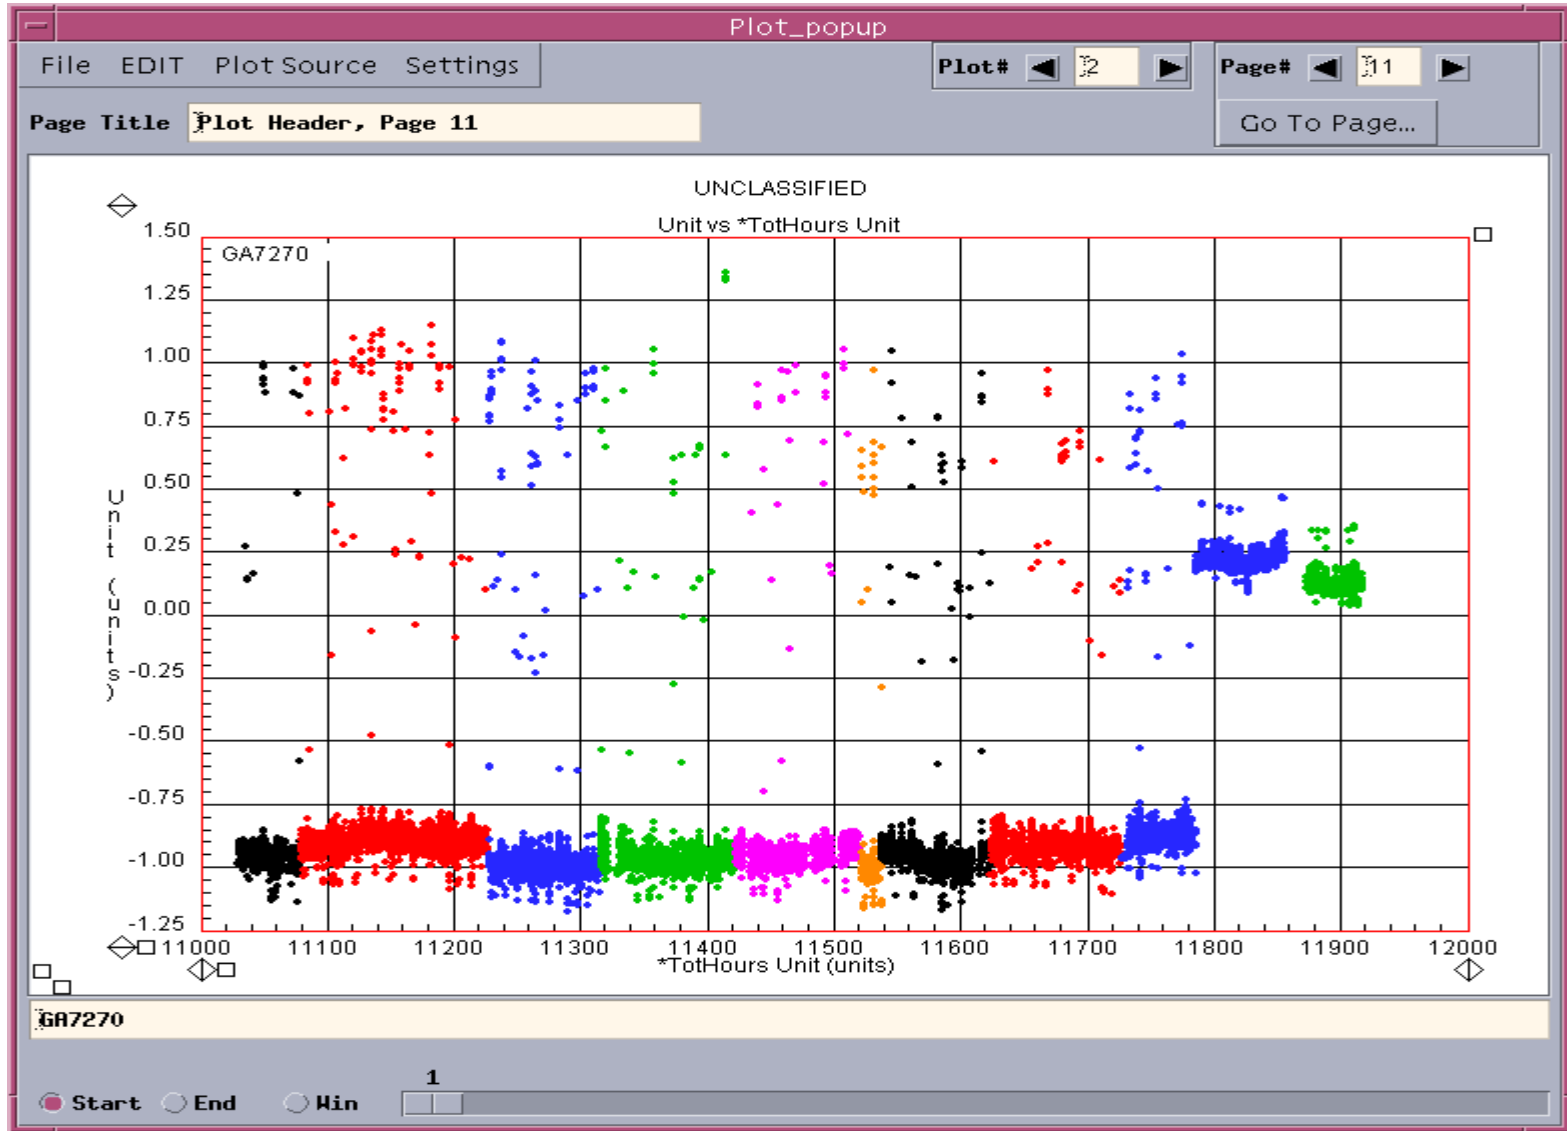 Plot_popup
File EDIT Plot Source Settings
Plot# 2 Page# 11
Page Title Plot Header, Page 11
Go To Page...
UNCLASSIFIED
Unit vs *TotHours Unit
GA7270
1.50
1.25
1.00
0.75
0.50
0.25
0.00
-0.25
-0.50
-0.75
-1.00
-1.25
Unit (units)
11000 11100 11200 11300 11400 11500 11600 11700 11800 11900 12000
*TotHours Unit (units)
GA7270
1
Start End Win